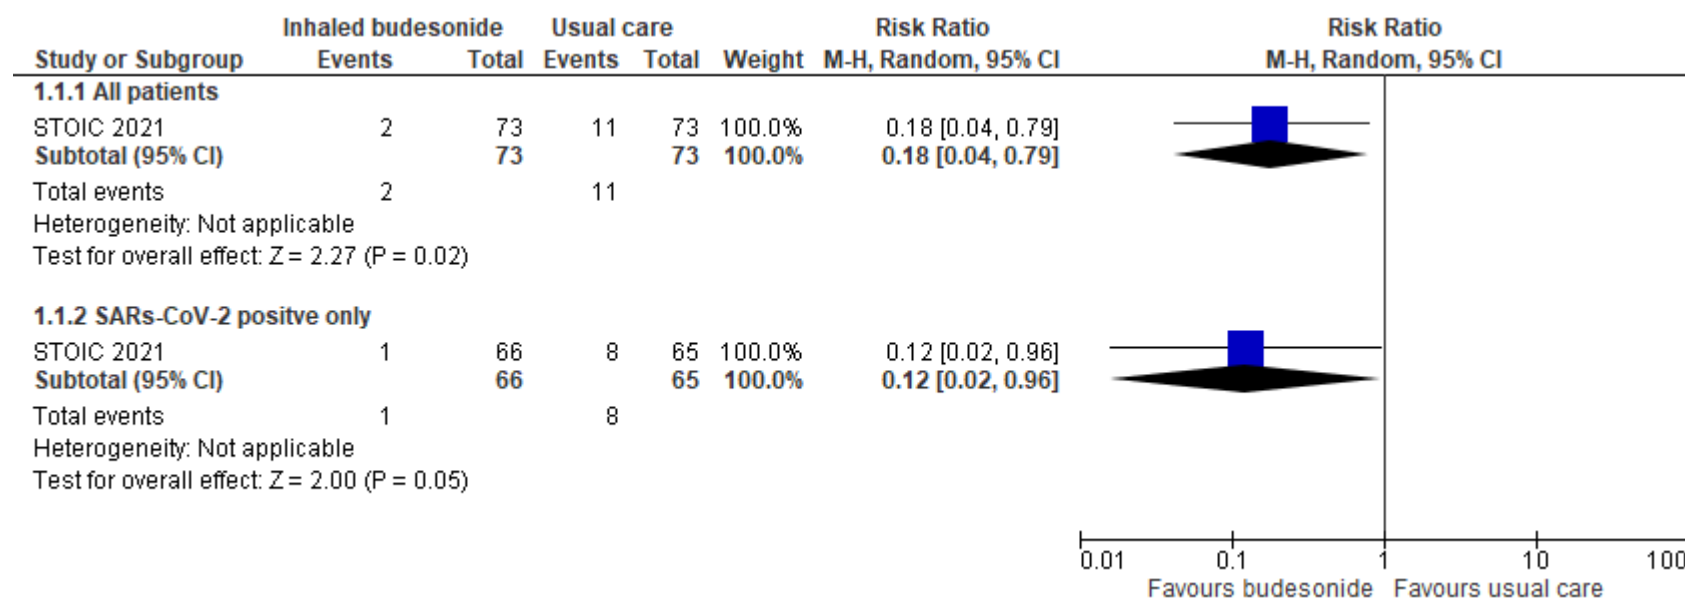 Inhaled budesonide Usual care Risk Ratio Risk Ratio
Study or Subgroup Events Total Events Total Weight M-H, Random, 95% CI M-H, Random, 95% CI
1.1.1 All patients
STOIC 2021 2 73 11 73 100.0% 0.18 [0.04, 0.79]
Subtotal (95% CI) 73 73 100.0% 0.18 [0.04, 0.79]
Total events 2 11
Heterogeneity: Not applicable
Test for overall effect: Z = 2.27 (P = 0.02)
1.1.2 SARs-CoV-2 positve only
STOIC 2021 1 66 8 65 100.0% 0.12 [0.02, 0.96]
Subtotal (95% CI) 66 65 100.0% 0.12 [0.02, 0.96]
Total events 1 8
Heterogeneity: Not applicable
Test for overall effect: Z = 2.00 (P = 0.05)
0.01 0.1 1 10 100
Favours budesonide Favours usual care